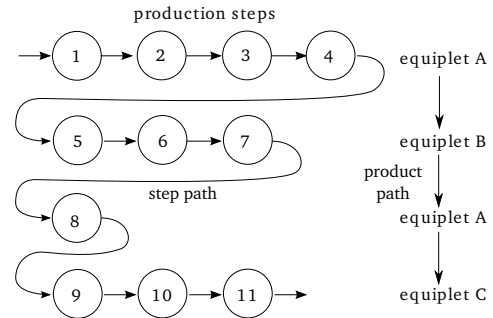 production steps
1 2 3 4 equiplet A
5 6 7 equiplet B
step path
product
path
8 equiplet A
9 10 11 equiplet C